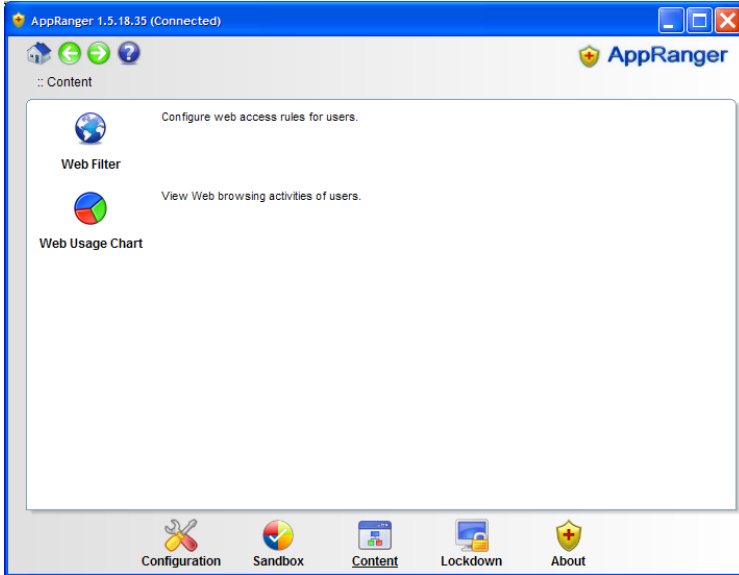 AppRanger 1.5.18.35 (Connected)
AppRanger
:: Content
Configure web access rules for users.
Web Filter
View Web browsing activities of users.
Web Usage Chart
Configuration Sandbox Content Lockdown About